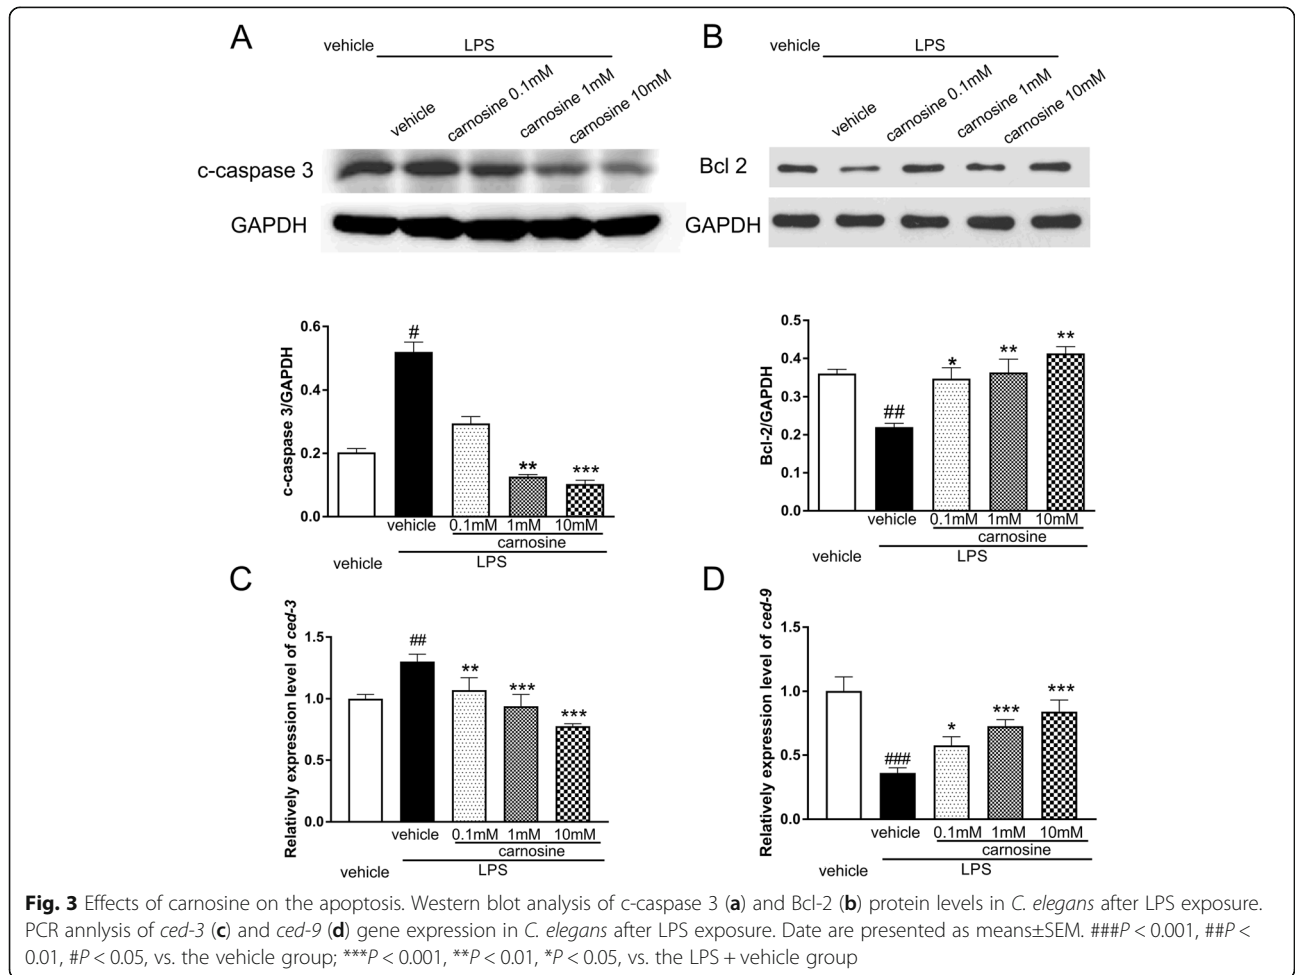 A
vehicle
LPS
vehicle
carnosine 0.1mM
carnosine 1mM
carnosine 10mM
c-caspase 3
GAPDH
B
vehicle
LPS
vehicle
carnosine 0.1mM
carnosine 1mM
carnosine 10mM
Bcl 2
GAPDH
c-caspase 3/GAPDH
0.6
0.4
0.2
0.0
#
**
***
vehicle
0.1mM
1mM
10mM
carnosine
vehicle
LPS
Bcl-2/GAPDH
0.5
0.4
0.3
0.2
0.1
0.0
##
*
**
**
vehicle
0.1mM
1mM
10mM
carnosine
vehicle
LPS
C
Relatively expression level of ced-3
1.5
1.0
0.5
0.0
##
**
***
***
vehicle
0.1mM
1mM
10mM
carnosine
vehicle
LPS
D
Relatively expression level of ced-9
1.5
1.0
0.5
0.0
###
*
***
***
vehicle
0.1mM
1mM
10mM
carnosine
vehicle
LPS
Fig. 3 Effects of carnosine on the apoptosis. Western blot analysis of c-caspase 3 (a) and Bcl-2 (b) protein levels in C. elegans after LPS exposure.
PCR annlysis of ced-3 (c) and ced-9 (d) gene expression in C. elegans after LPS exposure. Date are presented as means±SEM. ###P < 0.001, ##P <
0.01, #P < 0.05, vs. the vehicle group; ***P < 0.001, **P < 0.01, *P < 0.05, vs. the LPS + vehicle group